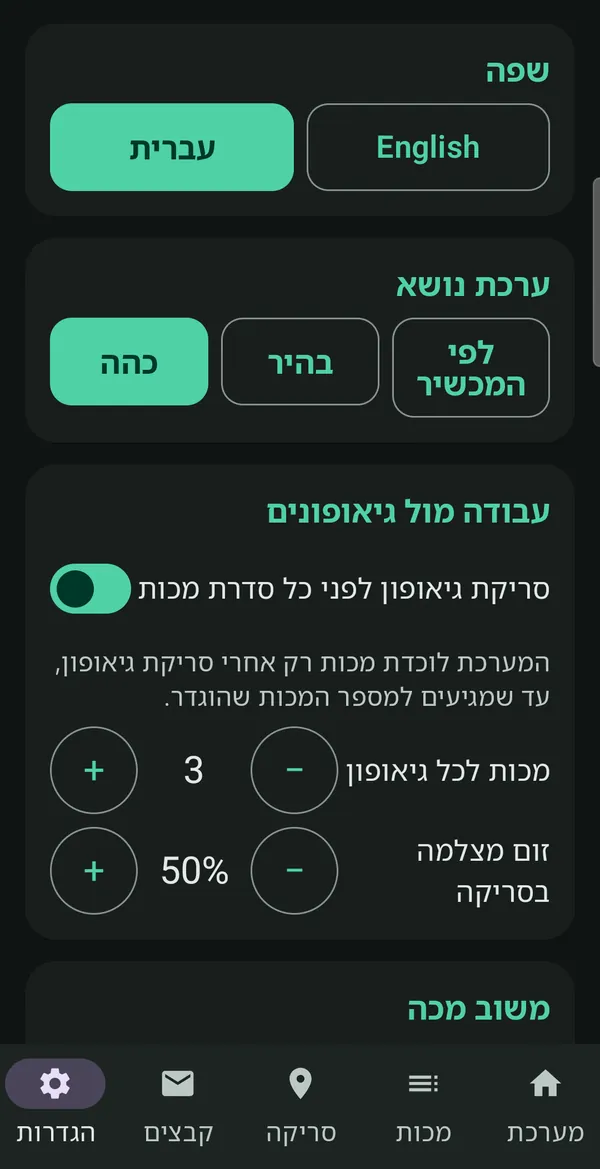 שפה
English
עברית
ערכת נושא
לפי
המכשיר
בהיר
כהה
עבודה מול גיאופונים
סריקת גיאופון לפני כל סדרת מכות
המערכת לוכדת מכות רק אחרי סריקת גיאופון,
עד שמגיעים למספר המכות שהוגדר.
מכות לכל גיאופון − 3 +
זום מצלמה
בסריקה
− 50% +
משוב מכה
מערכת
מכות
סריקה
קבצים
הגדרות